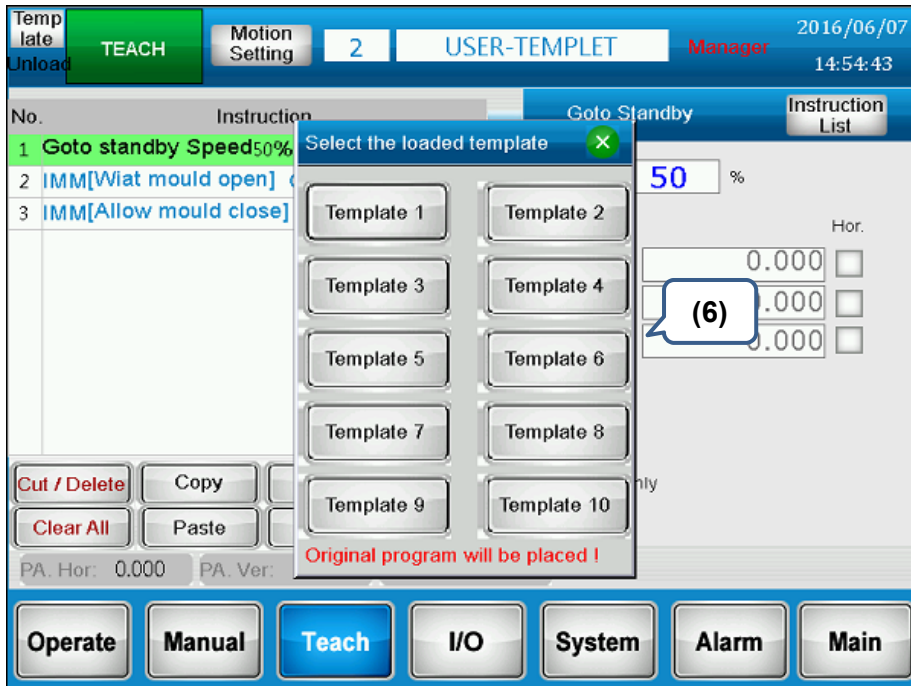 Temp
late
Unload
TEACH
Motion
Setting
2
USER-TEMPLET
Manager
2016/06/07
14:54:43
No.
Instruction
Goto Standby
Instruction
List
1 Goto standby Speed50%
2 IMM[Wiat mould open]
3 IMM[Allow mould close]
Select the loaded template
Template 1
Template 2
Template 3
Template 4
Template 5
Template 6
Template 7
Template 8
Template 9
Template 10
Original program will be placed !
50 %
Hor.
0.000
.000
0.000
(6)
Cut / Delete
Copy
Clear All
Paste
PA. Hor: 0.000
PA. Ver:
Operate
Manual
Teach
I/O
System
Alarm
Main